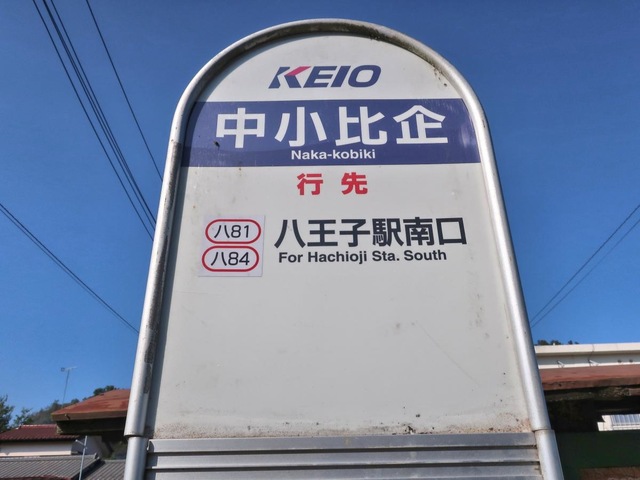 KEIO
中小比企
Naka-kobiki
行先
八81
八王子駅南口
八84
For Hachioji Sta. South